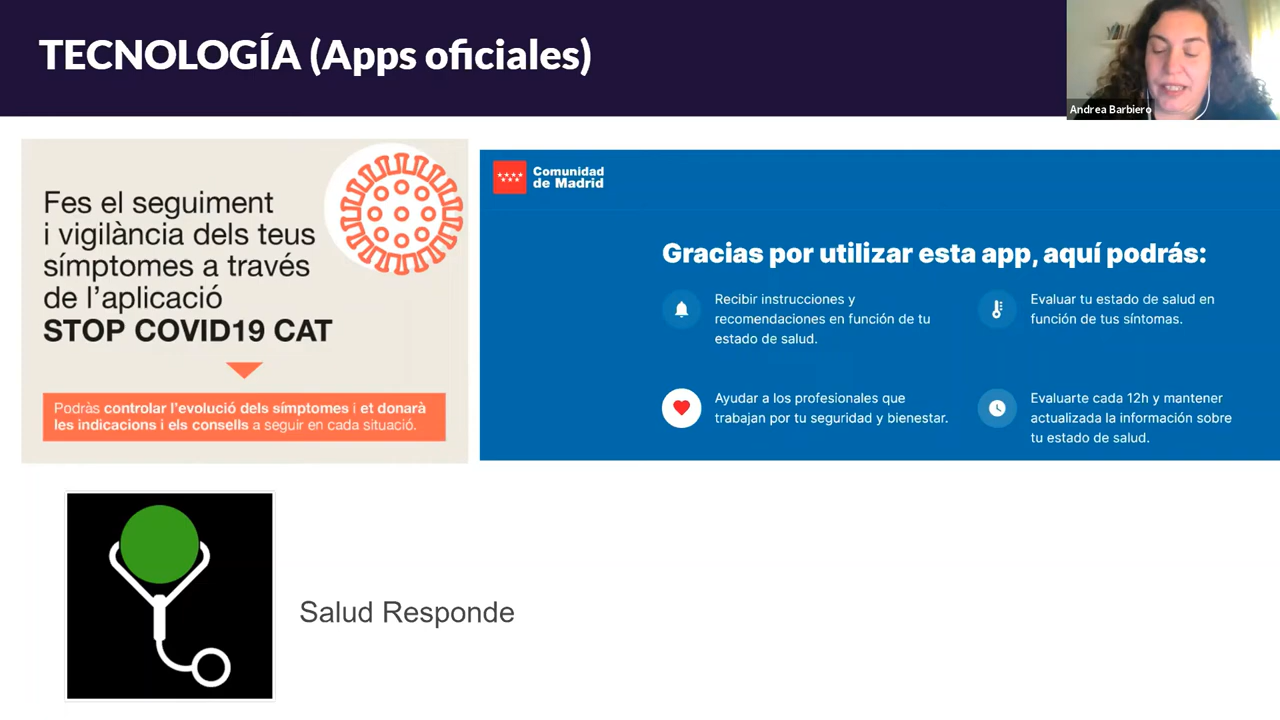 TECNOLOGÍA (Apps oficiales)
Andrea Barbiero
Fes el seguiment
i vigilància dels teus
símptomes a través
de l'aplicació
STOP COVID19 CAT
Podràs controlar l'evolució dels símptomes i et donarà
les indicacions i els consells a seguir en cada situació.
Comunidad
de Madrid
Gracias por utilizar esta app, aquí podrás:
Recibir instrucciones y
recomendaciones en función de tu
estado de salud.
Evaluar tu estado de salud en
función de tus síntomas.
Ayudar a los profesionales que
trabajan por tu seguridad y bienestar.
Evaluarte cada 12h y mantener
actualizada la información sobre
tu estado de salud.
Salud Responde